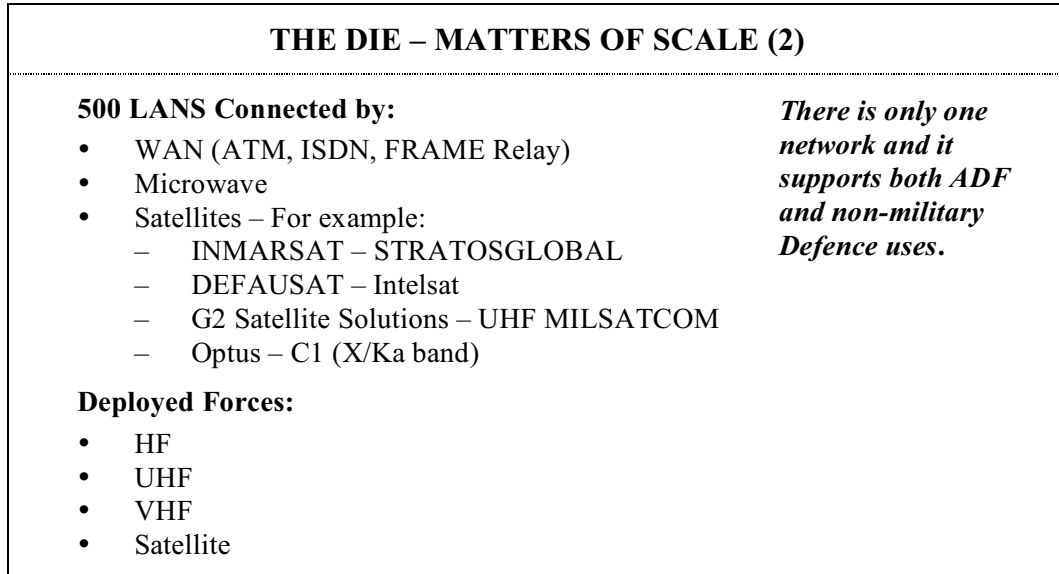 THE DIE – MATTERS OF SCALE (2)
500 LANS Connected by:
• WAN (ATM, ISDN, FRAME Relay)
• Microwave
• Satellites – For example:
– INMARSAT – STRATOSGLOBAL
– DEFAUSAT – Intelsat
– G2 Satellite Solutions – UHF MILSATCOM
– Optus – C1 (X/Ka band)
Deployed Forces:
• HF
• UHF
• VHF
• Satellite
There is only one
network and it
supports both ADF
and non-military
Defence uses.